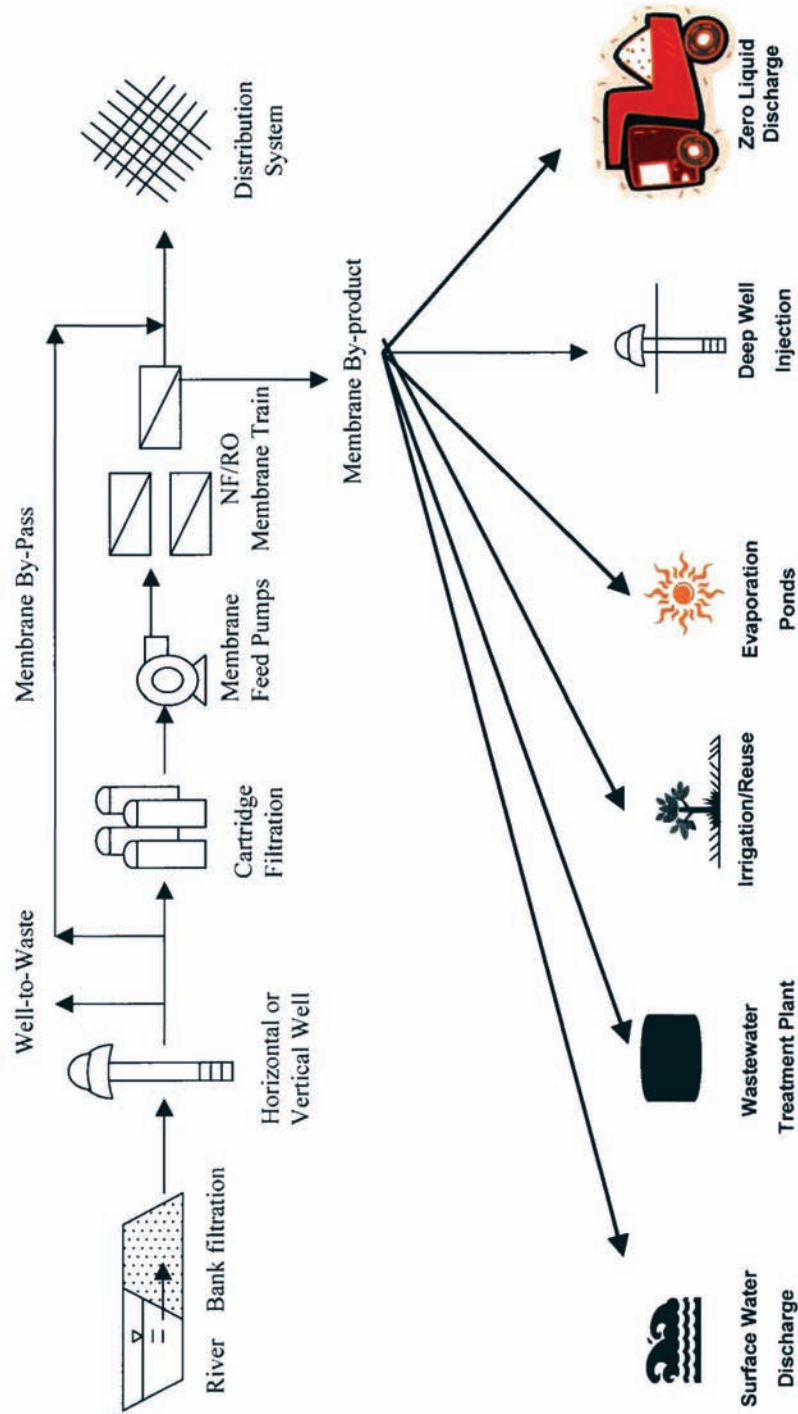 Well-to-Waste
Membrane By-Pass
River
Bank filtration
Horizontal or
Vertical Well
Cartridge
Filtration
Membrane
Feed Pumps
NF/RO
Membrane Train
Distribution
System
Membrane By-product
Surface Water
Discharge
Wastewater
Treatment Plant
Irrigation/Reuse
Evaporation
Ponds
Deep Well
Injection
Zero Liquid
Discharge